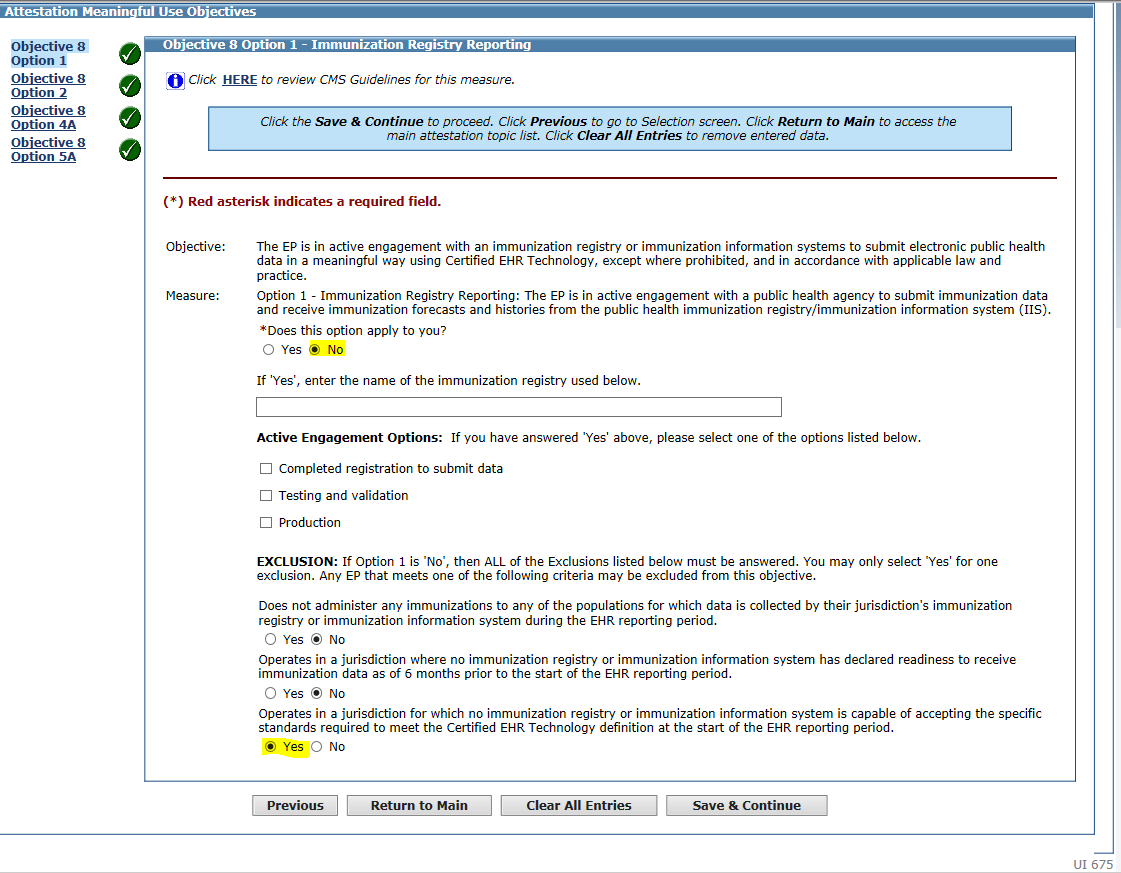 Attestation Meaningful Use Objectives
Objective 8
Option 1
Objective 8
Option 2
Objective 8
Option 4A
Objective 8
Option 5A
Objective 8 Option 1 - Immunization Registry Reporting
Click HERE to review CMS Guidelines for this measure.
Click the Save & Continue to proceed. Click Previous to go to Selection screen. Click Return to Main to access the
main attestation topic list. Click Clear All Entries to remove entered data.
(*) Red asterisk indicates a required field.
Objective: The EP is in active engagement with an immunization registry or immunization information systems to submit electronic public health
data in a meaningful way using Certified EHR Technology, except where prohibited, and in accordance with applicable law and
practice.
Measure: Option 1 - Immunization Registry Reporting: The EP is in active engagement with a public health agency to submit immunization data
and receive immunization forecasts and histories from the public health immunization registry/immunization information system (IIS).
*Does this option apply to you?
Yes No
If 'Yes', enter the name of the immunization registry used below.
Active Engagement Options: If you have answered 'Yes' above, please select one of the options listed below.
Completed registration to submit data
Testing and validation
Production
EXCLUSION: If Option 1 is 'No', then ALL of the Exclusions listed below must be answered. You may only select 'Yes' for one
exclusion. Any EP that meets one of the following criteria may be excluded from this objective.
Does not administer any immunizations to any of the populations for which data is collected by their jurisdiction's immunization
registry or immunization information system during the EHR reporting period.
Yes No
Operates in a jurisdiction where no immunization registry or immunization information system has declared readiness to receive
immunization data as of 6 months prior to the start of the EHR reporting period.
Yes No
Operates in a jurisdiction for which no immunization registry or immunization information system is capable of accepting the specific
standards required to meet the Certified EHR Technology definition at the start of the EHR reporting period.
Yes No
Previous Return to Main Clear All Entries Save & Continue
UI 675